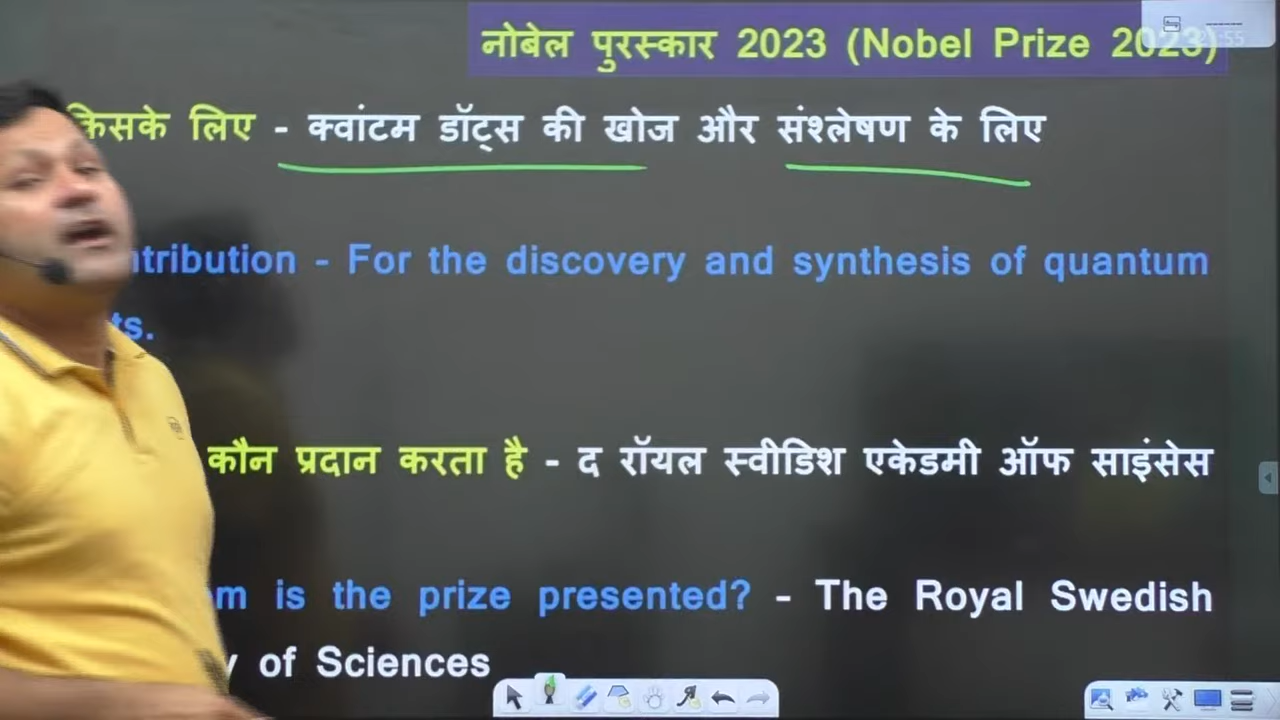 नोबेल पुरस्कार 2023 (Nobel Prize 2023)
किसके लिए - क्वांटम डॉट्स की खोज और संश्लेषण के लिए
ntribution - For the discovery and synthesis of quantum
ts.
कौन प्रदान करता है - द रॉयल स्वीडिश एकेडमी ऑफ साइंसेस
m is the prize presented? - The Royal Swedish
y of Sciences